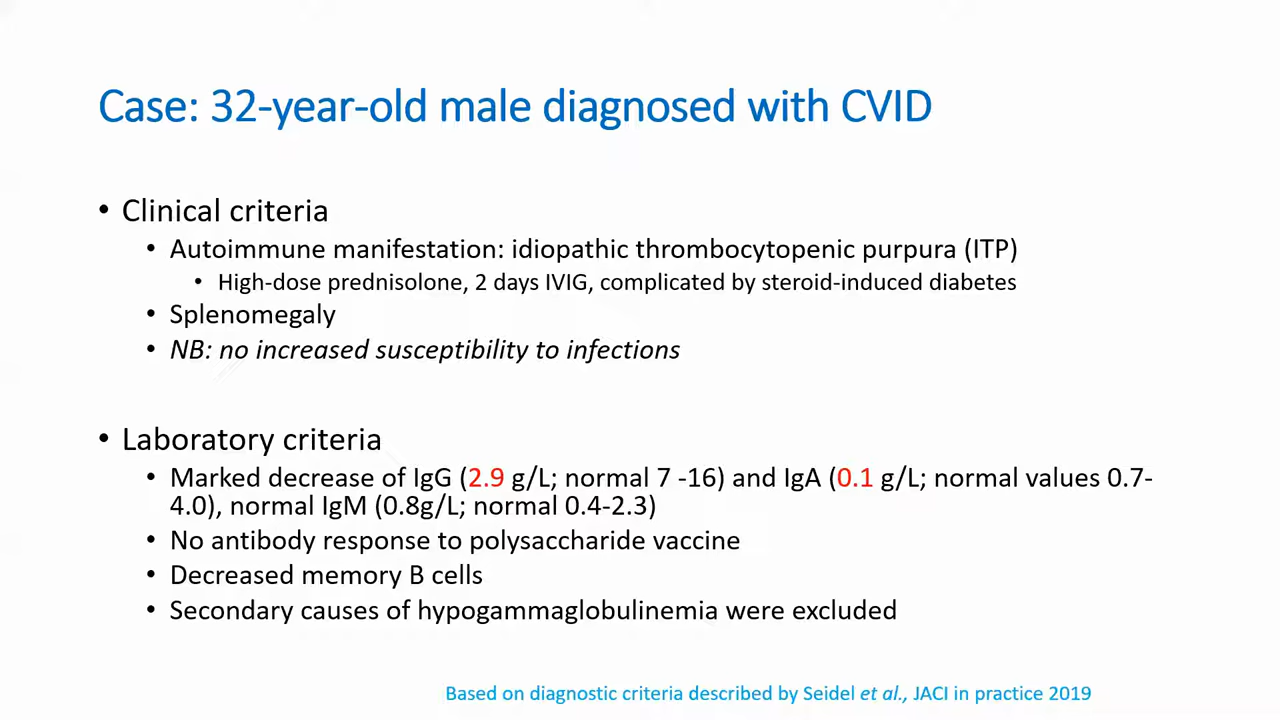 Case: 32-year-old male diagnosed with CVID
• Clinical criteria
• Autoimmune manifestation: idiopathic thrombocytopenic purpura (ITP)
• High-dose prednisolone, 2 days IVIG, complicated by steroid-induced diabetes
• Splenomegaly
• NB: no increased susceptibility to infections
• Laboratory criteria
• Marked decrease of IgG (2.9 g/L; normal 7 -16) and IgA (0.1 g/L; normal values 0.7-
4.0), normal IgM (0.8g/L; normal 0.4-2.3)
• No antibody response to polysaccharide vaccine
• Decreased memory B cells
• Secondary causes of hypogammaglobulinemia were excluded
Based on diagnostic criteria described by Seidel et al., JACI in practice 2019